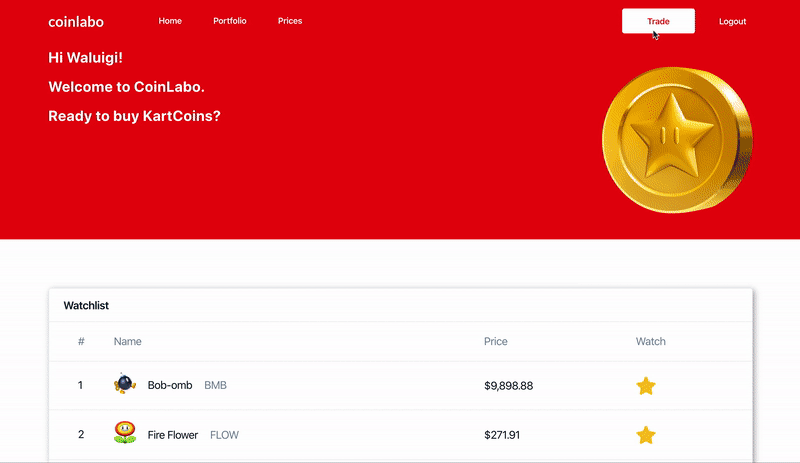 coinlabo Home Portfolio Prices Trade Logout
Hi Waluigi!
Welcome to CoinLabo.
Ready to buy KartCoins?
Watchlist
# Name Price Watch
1 Bob-omb BMB $9,898.88
2 Fire Flower FLOW $271.91